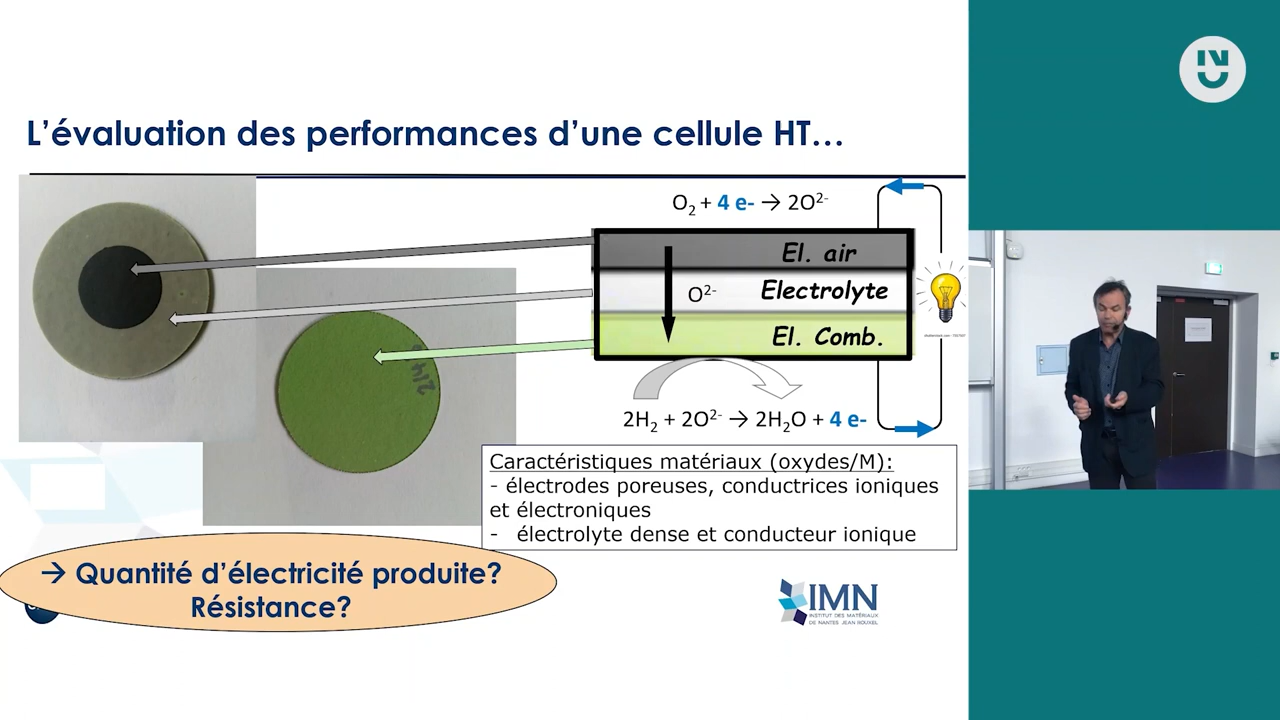 L'évaluation des performances d'une cellule HT...
O₂ + 4 e- → 2O²⁻
El. air
O²⁻
Electrolyte
El. Comb.
2H₂ + 2O²⁻ → 2H₂O + 4 e-
Caractéristiques matériaux (oxydes/M):
- électrodes poreuses, conductrices ioniques
et électroniques
- électrolyte dense et conducteur ionique
→ Quantité d'électricité produite?
Résistance?
IMN
INSTITUT DES MATÉRIAUX
DE NANTES JEAN ROUXEL